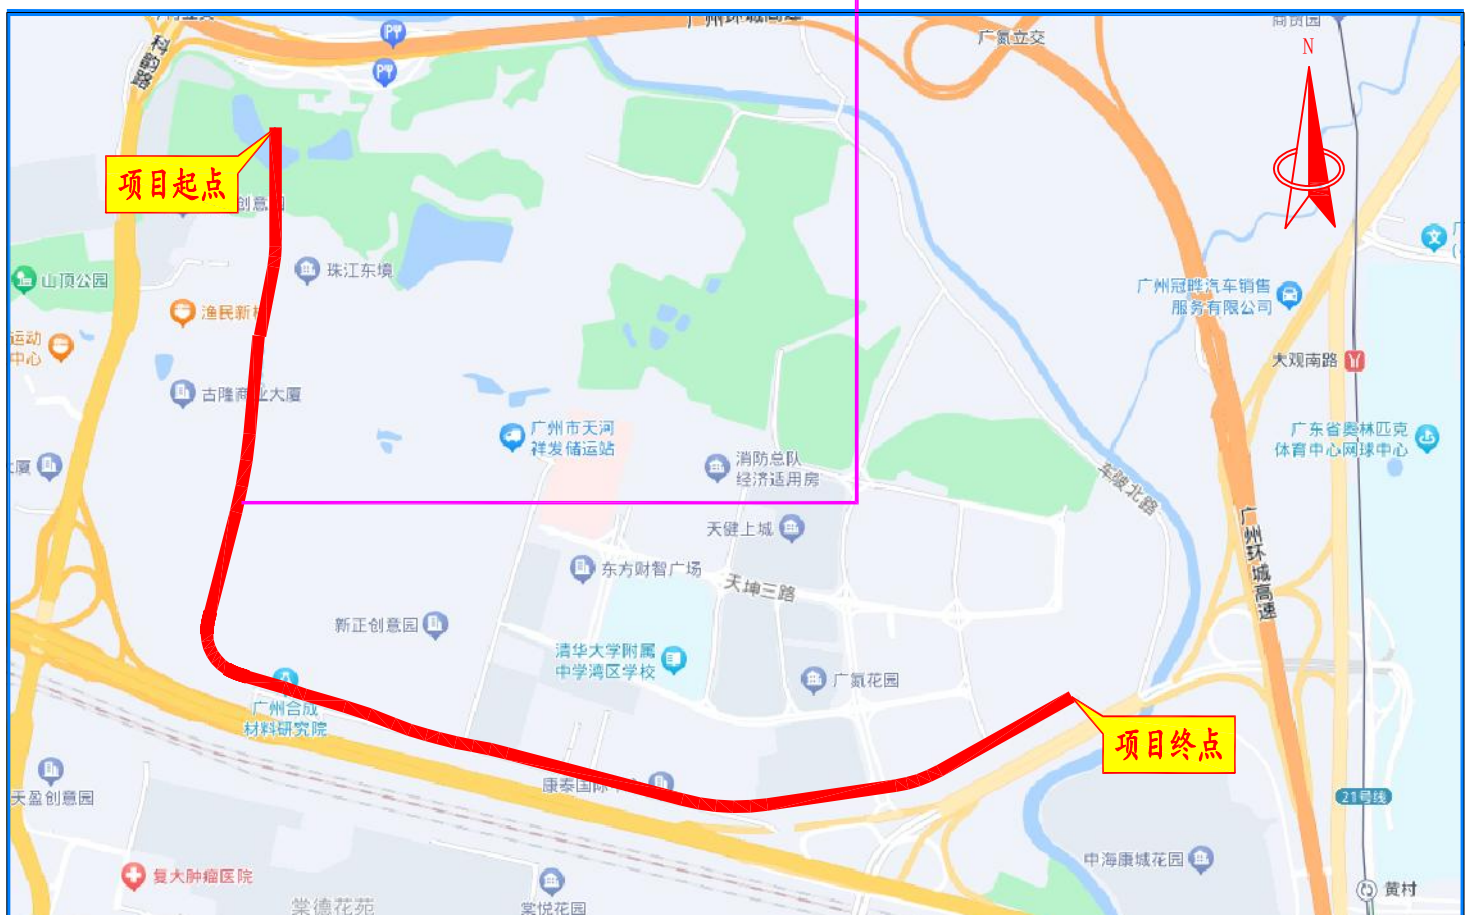 广州环城高速
广氮立交
商贸园
N
项目起点
创意园
珠江东境
山顶公园
渔民新村
运动
中心
古隆商业大厦
广州冠晔汽车销售
服务有限公司
大观南路
广东省奥林匹克
体育中心网球中心
广州市天河
祥发储运站
消防总队
经济适用房
天健上城
车陂北路
广州环城高速
大厦
东方财智广场
天坤三路
新正创意园
清华大学附属
中学湾区学校
广氮花园
广州合成
材料研究院
项目终点
康泰国际中心
天盈创意园
21号线
中海康城花园
复大肿瘤医院
棠德花苑
棠悦花园
黄村